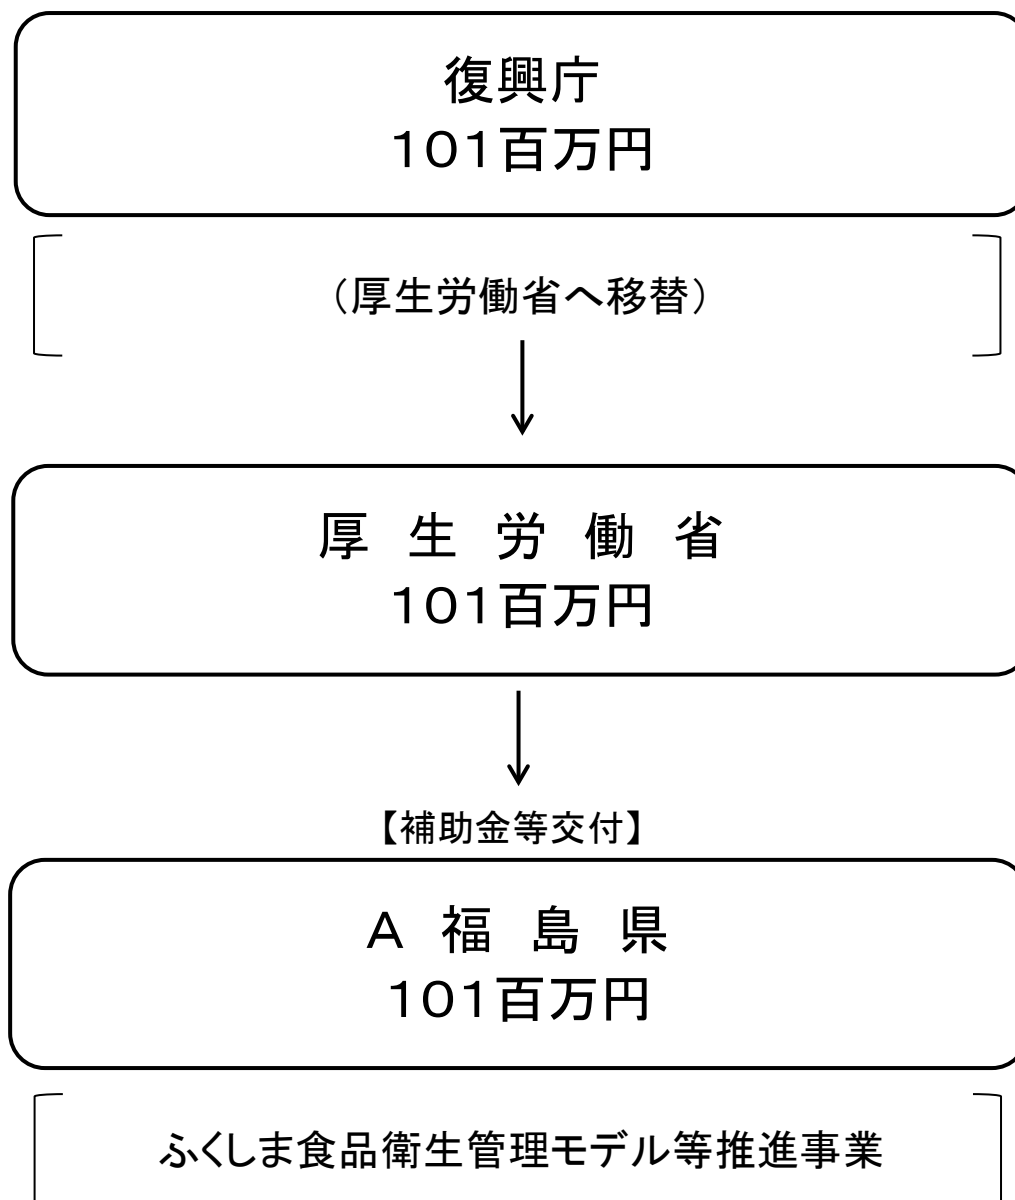 復興庁
１０１百万円
（厚生労働省へ移替）
厚　生　労　働　省
１０１百万円
【補助金等交付】
Ａ　福　島　県
１０１百万円
ふくしま食品衛生管理モデル等推進事業